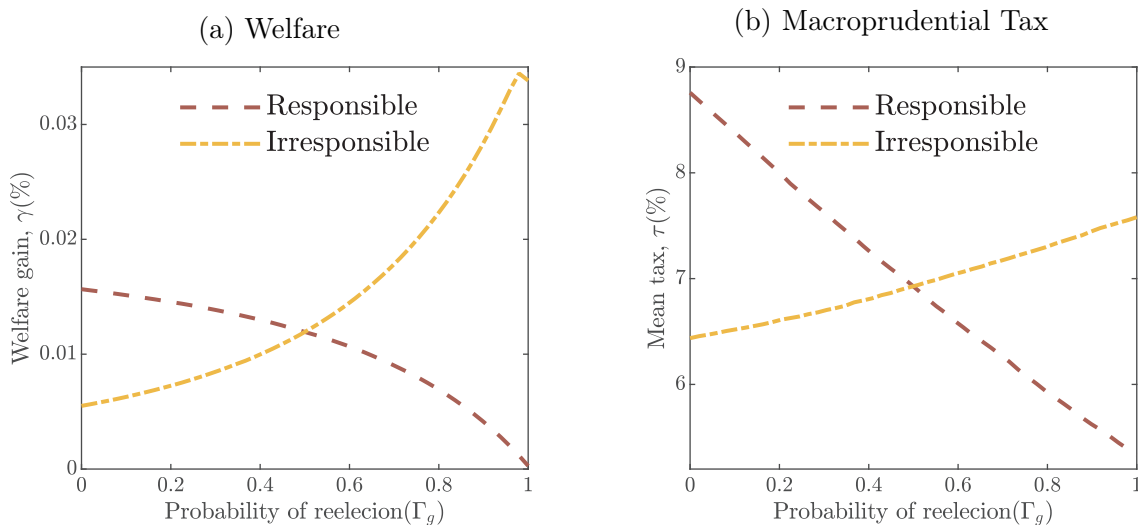 (a) Welfare
Responsible
Irresponsible
Welfare gain, γ(%)
0.03
0.02
0.01
0
0
0.2
0.4
0.6
0.8
1
Probability of reelecion(Γg)
(b) Macroprudential Tax
Responsible
Irresponsible
Mean tax, τ(%)
9
8
7
6
0
0.2
0.4
0.6
0.8
1
Probability of reelecion(Γg)